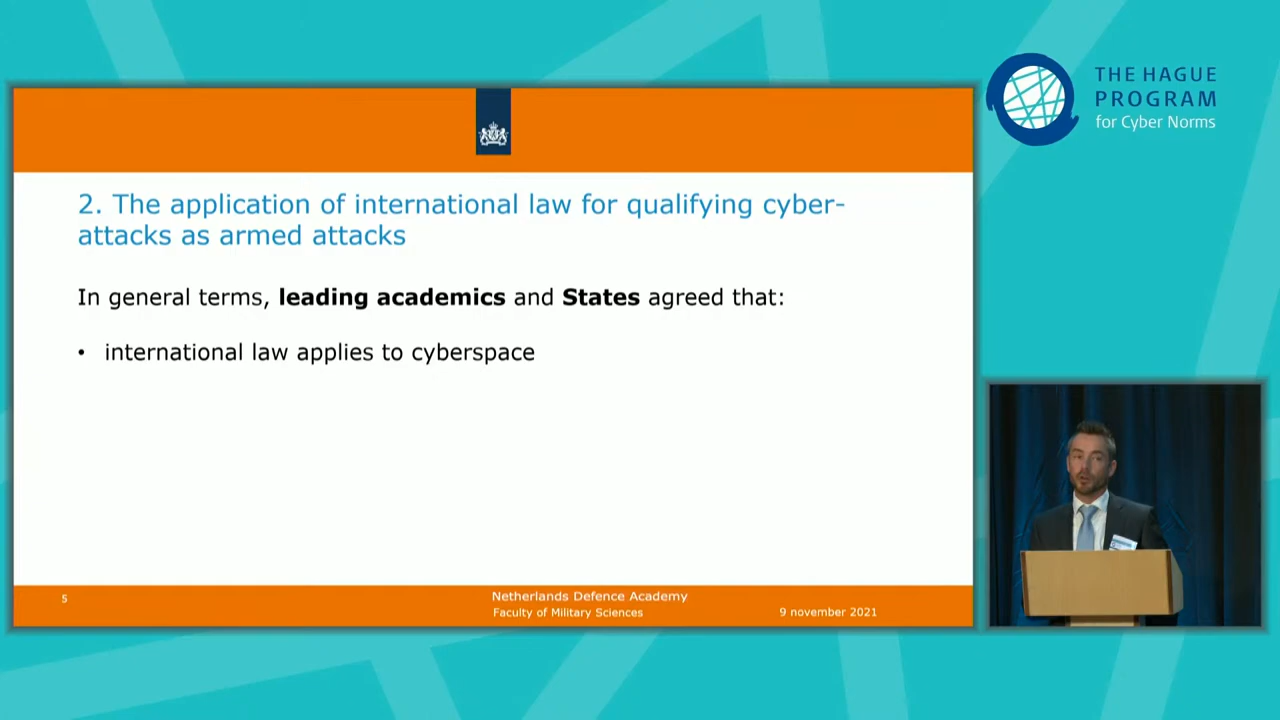 THE HAGUE
PROGRAM
for Cyber Norms
2. The application of international law for qualifying cyber-
attacks as armed attacks
In general terms, leading academics and States agreed that:
• international law applies to cyberspace
5
Netherlands Defence Academy
Faculty of Military Sciences
9 november 2021